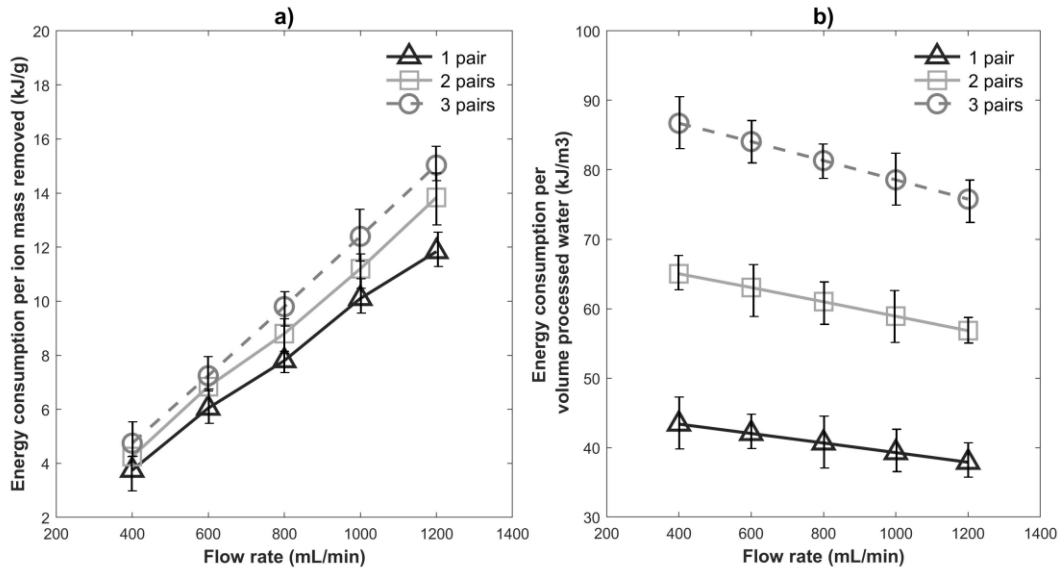 a)
Energy consumption per ion mass removed (kJ/g)
20
18
16
14
12
10
8
6
4
2
200
400
600
800
1000
1200
1400
Flow rate (mL/min)
1 pair
2 pairs
3 pairs
b)
Energy consumption per
volume processed water (kJ/m3)
100
90
80
70
60
50
40
30
200
400
600
800
1000
1200
1400
Flow rate (mL/min)
1 pair
2 pairs
3 pairs